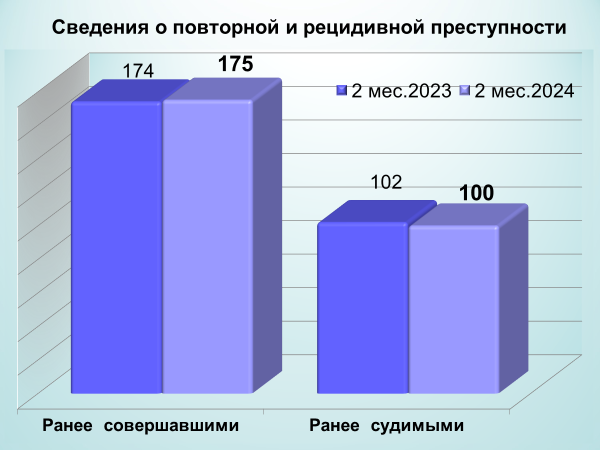 Сведения о повторной и рецидивной преступности
174
175
2 мес.2023 2 мес.2024
102
100
Ранее совершавшими Ранее судимыми